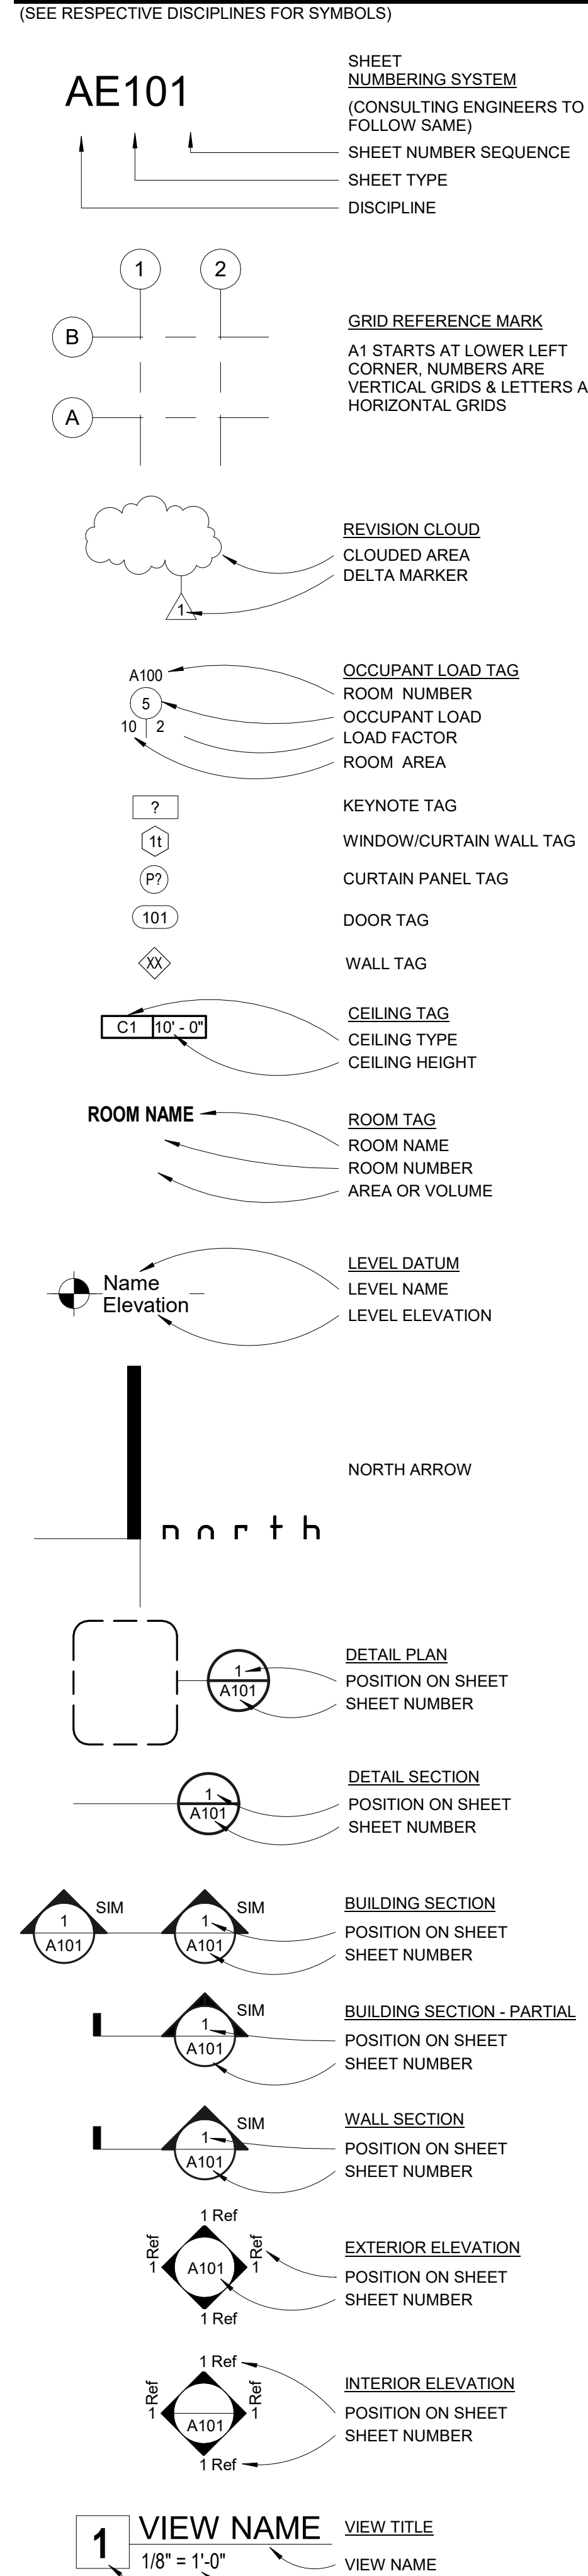 (SEE RESPECTIVE DISCIPLINES FOR SYMBOLS)
AE101
SHEET
NUMBERING SYSTEM
(CONSULTING ENGINEERS TO
FOLLOW SAME)
SHEET NUMBER SEQUENCE
SHEET TYPE
DISCIPLINE
1 2
B
A
GRID REFERENCE MARK
A1 STARTS AT LOWER LEFT
CORNER, NUMBERS ARE
VERTICAL GRIDS & LETTERS A
HORIZONTAL GRIDS
1
REVISION CLOUD
CLOUDED AREA
DELTA MARKER
A100
5
10 2
OCCUPANT LOAD TAG
ROOM NUMBER
OCCUPANT LOAD
LOAD FACTOR
ROOM AREA
? KEYNOTE TAG
1t WINDOW/CURTAIN WALL TAG
P? CURTAIN PANEL TAG
101 DOOR TAG
XX WALL TAG
C1 10' - 0"
CEILING TAG
CEILING TYPE
CEILING HEIGHT
ROOM NAME
ROOM TAG
ROOM NAME
ROOM NUMBER
AREA OR VOLUME
Name
Elevation
LEVEL DATUM
LEVEL NAME
LEVEL ELEVATION
north
NORTH ARROW
1
A101
DETAIL PLAN
POSITION ON SHEET
SHEET NUMBER
1
A101
DETAIL SECTION
POSITION ON SHEET
SHEET NUMBER
1 SIM
A101
1 SIM
A101
BUILDING SECTION
POSITION ON SHEET
SHEET NUMBER
1 SIM
A101
BUILDING SECTION - PARTIAL
POSITION ON SHEET
SHEET NUMBER
1 SIM
A101
WALL SECTION
POSITION ON SHEET
SHEET NUMBER
1 Ref
1 Ref
A101
1 Ref
1 Ref
EXTERIOR ELEVATION
POSITION ON SHEET
SHEET NUMBER
1 Ref
1 Ref
A101
1 Ref
1 Ref
INTERIOR ELEVATION
POSITION ON SHEET
SHEET NUMBER
1
VIEW NAME
1/8" = 1'-0"
VIEW TITLE
VIEW NAME